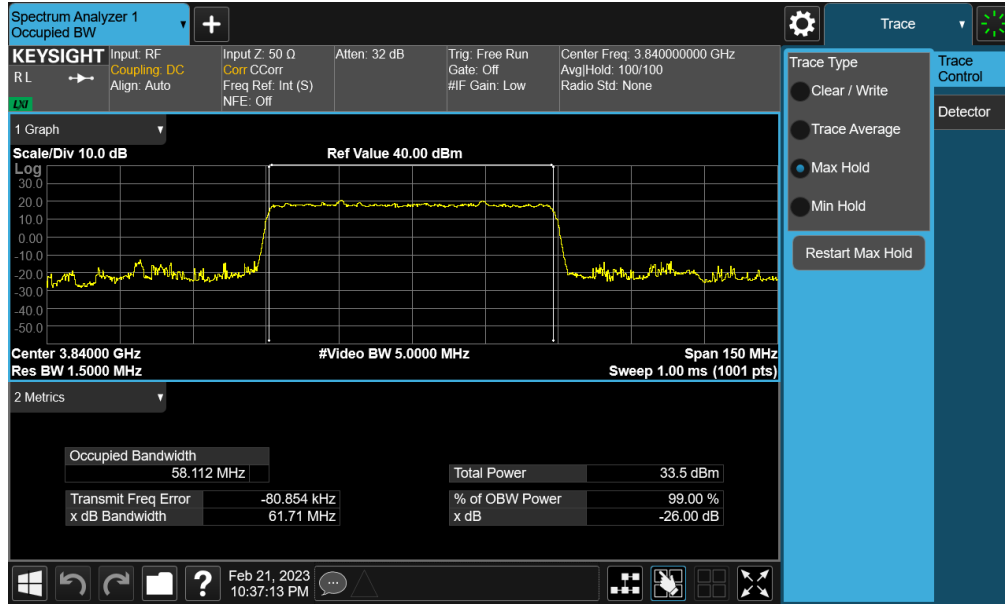 Spectrum Analyzer 1
Occupied BW
Trace
KEYSIGHT
R L
LXI
Input: RF
Coupling: DC
Align: Auto
Input Z: 50 Ω
Corr CCorr
Freq Ref: Int (S)
NFE: Off
Atten: 32 dB
Trig: Free Run
Gate: Off
#IF Gain: Low
Center Freq: 3.840000000 GHz
Avg|Hold: 100/100
Radio Std: None
Trace Type
Clear / Write
Trace Average
Max Hold
Min Hold
Restart Max Hold
Trace
Control
Detector
1 Graph
Scale/Div 10.0 dB
Ref Value 40.00 dBm
Log
30.0
20.0
10.0
0.00
-10.0
-20.0
-30.0
-40.0
-50.0
Center 3.84000 GHz
#Video BW 5.0000 MHz
Span 150 MHz
Res BW 1.5000 MHz
Sweep 1.00 ms (1001 pts)
2 Metrics
Occupied Bandwidth
58.112 MHz
Total Power 33.5 dBm
Transmit Freq Error -80.854 kHz
% of OBW Power 99.00 %
x dB Bandwidth 61.71 MHz
x dB -26.00 dB
?
Feb 21, 2023
10:37:13 PM